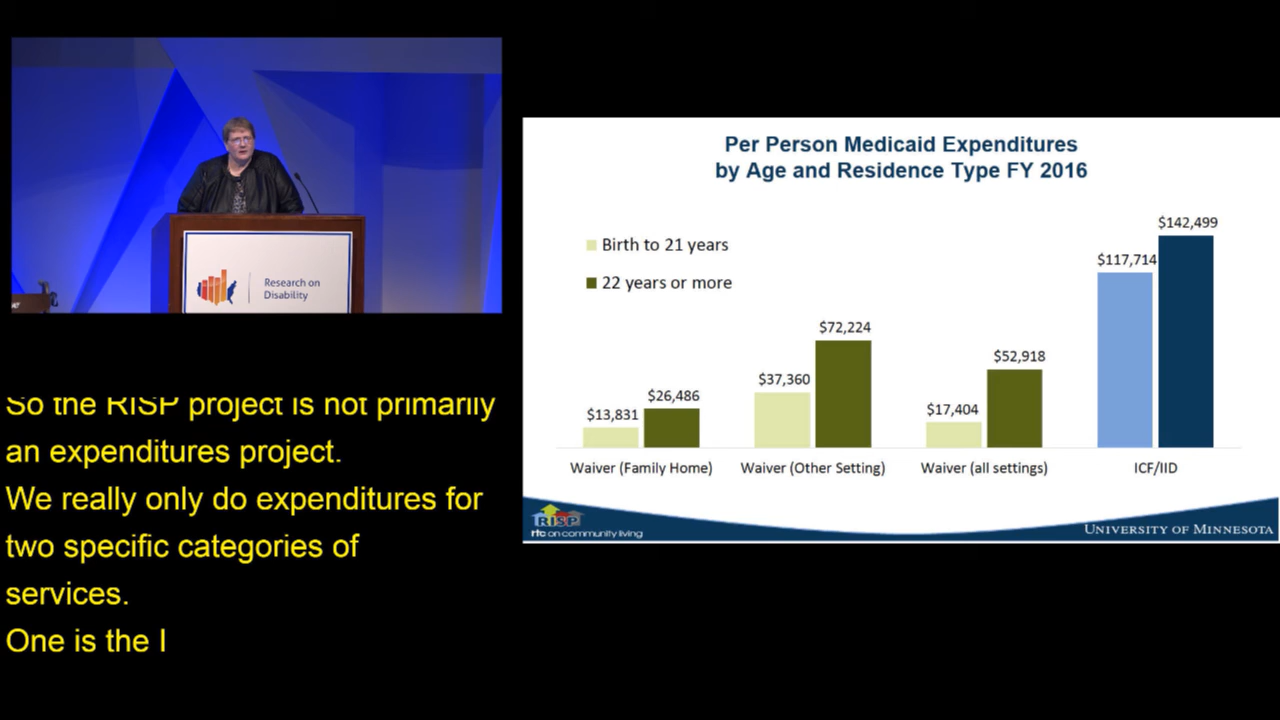 Research on
Disability
So the RISP project is not primarily
an expenditures project.
We really only do expenditures for
two specific categories of
services.
One is the I
Per Person Medicaid Expenditures
by Age and Residence Type FY 2016
Birth to 21 years
22 years or more
$13,831
$26,486
$37,360
$72,224
$17,404
$52,918
$117,714
$142,499
Waiver (Family Home)
Waiver (Other Setting)
Waiver (all settings)
ICF/IID
RISP
rtc on community living
UNIVERSITY OF MINNESOTA